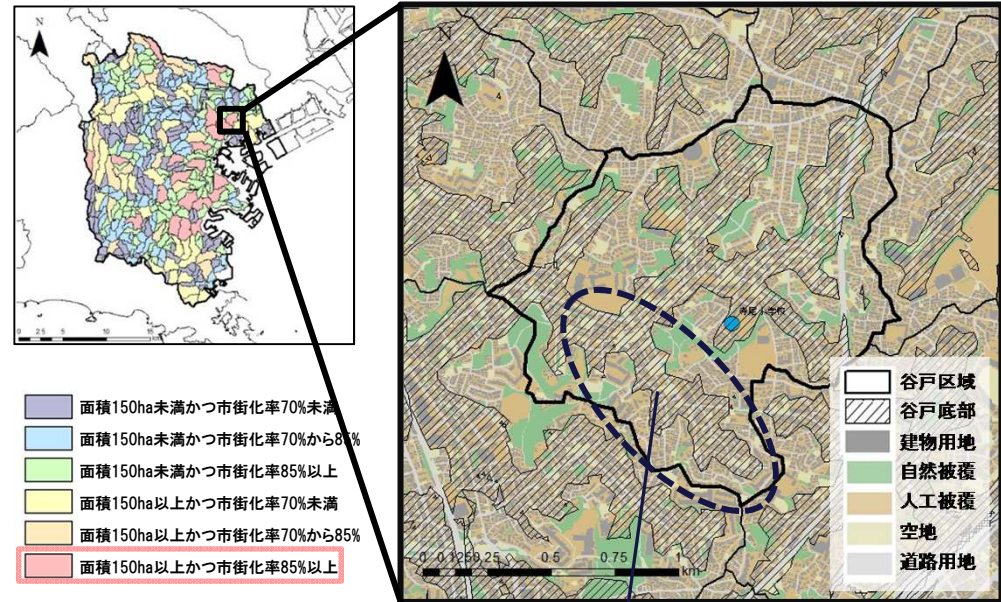 N
0 2.5 5 10 15
面積150ha未満かつ市街化率70%未満
面積150ha未満かつ市街化率70%から85%
面積150ha未満かつ市街化率85%以上
面積150ha以上かつ市街化率70%未満
面積150ha以上かつ市街化率70%から85%
面積150ha以上かつ市街化率85%以上
N
4
寺尾小学校
谷戸区域
谷戸底部
建物用地
自然被覆
人工被覆
空地
道路用地
0 0.125 0.25 0.5 0.75 1
km